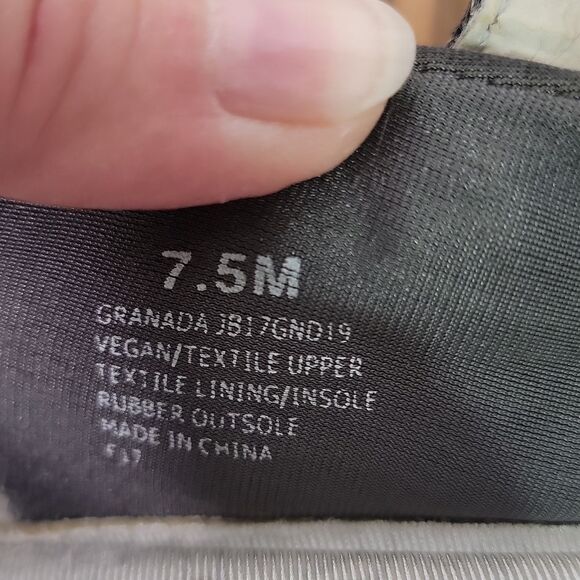 7.5M
GRANADA JB17GND19
VEGAN/TEXTILE UPPER
TEXTILE LINING/INSOLE
RUBBER OUTSOLE
MADE IN CHINA